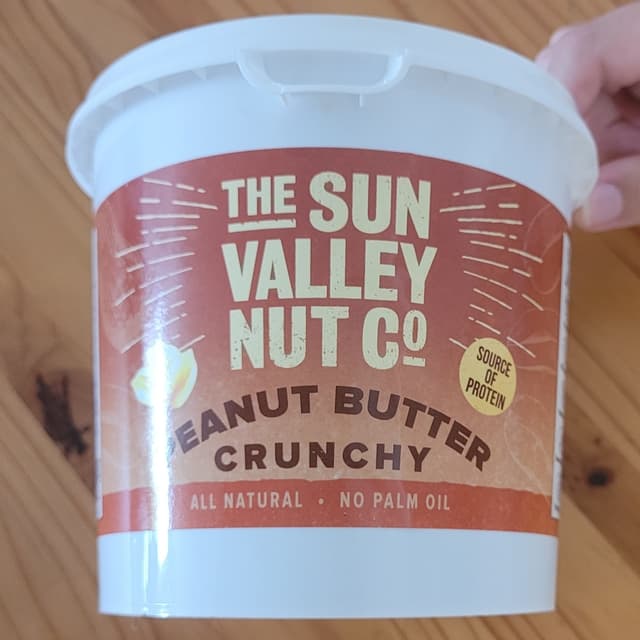 THE SUN
VALLEY
NUT CO
SOURCE
OF
PROTEIN
PEANUT BUTTER
CRUNCHY
ALL NATURAL • NO PALM OIL